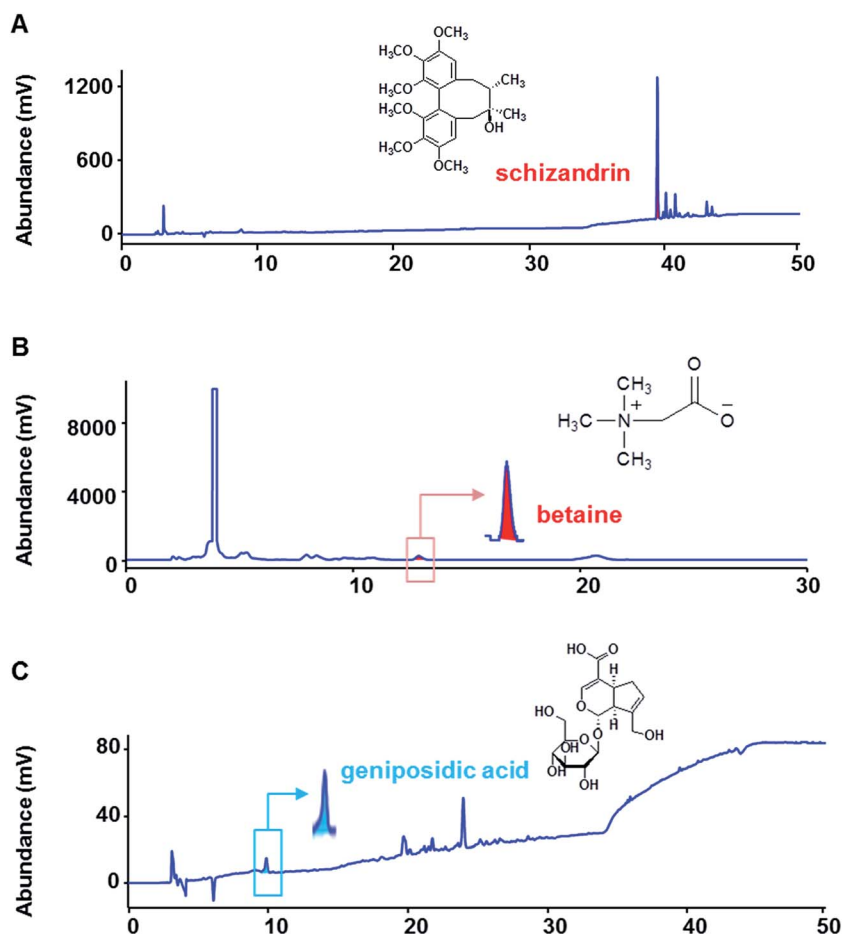 A
Abundance (mV)
1200
600
0
0 10 20 30 40 50
OCH₃
H₃CO
H₃CO
CH₃
H₃CO
CH₃
OH
H₃CO
OCH₃
schizandrin
B
Abundance (mV)
8000
4000
0
0 10 20 30
CH₃
O
H₃C N + O −
CH₃
betaine
C
Abundance (mV)
80
40
0
0 10 20 30 40 50
HO O
H
O
H
HO O OH
O
OH
HO
HO OH
geniposidic acid